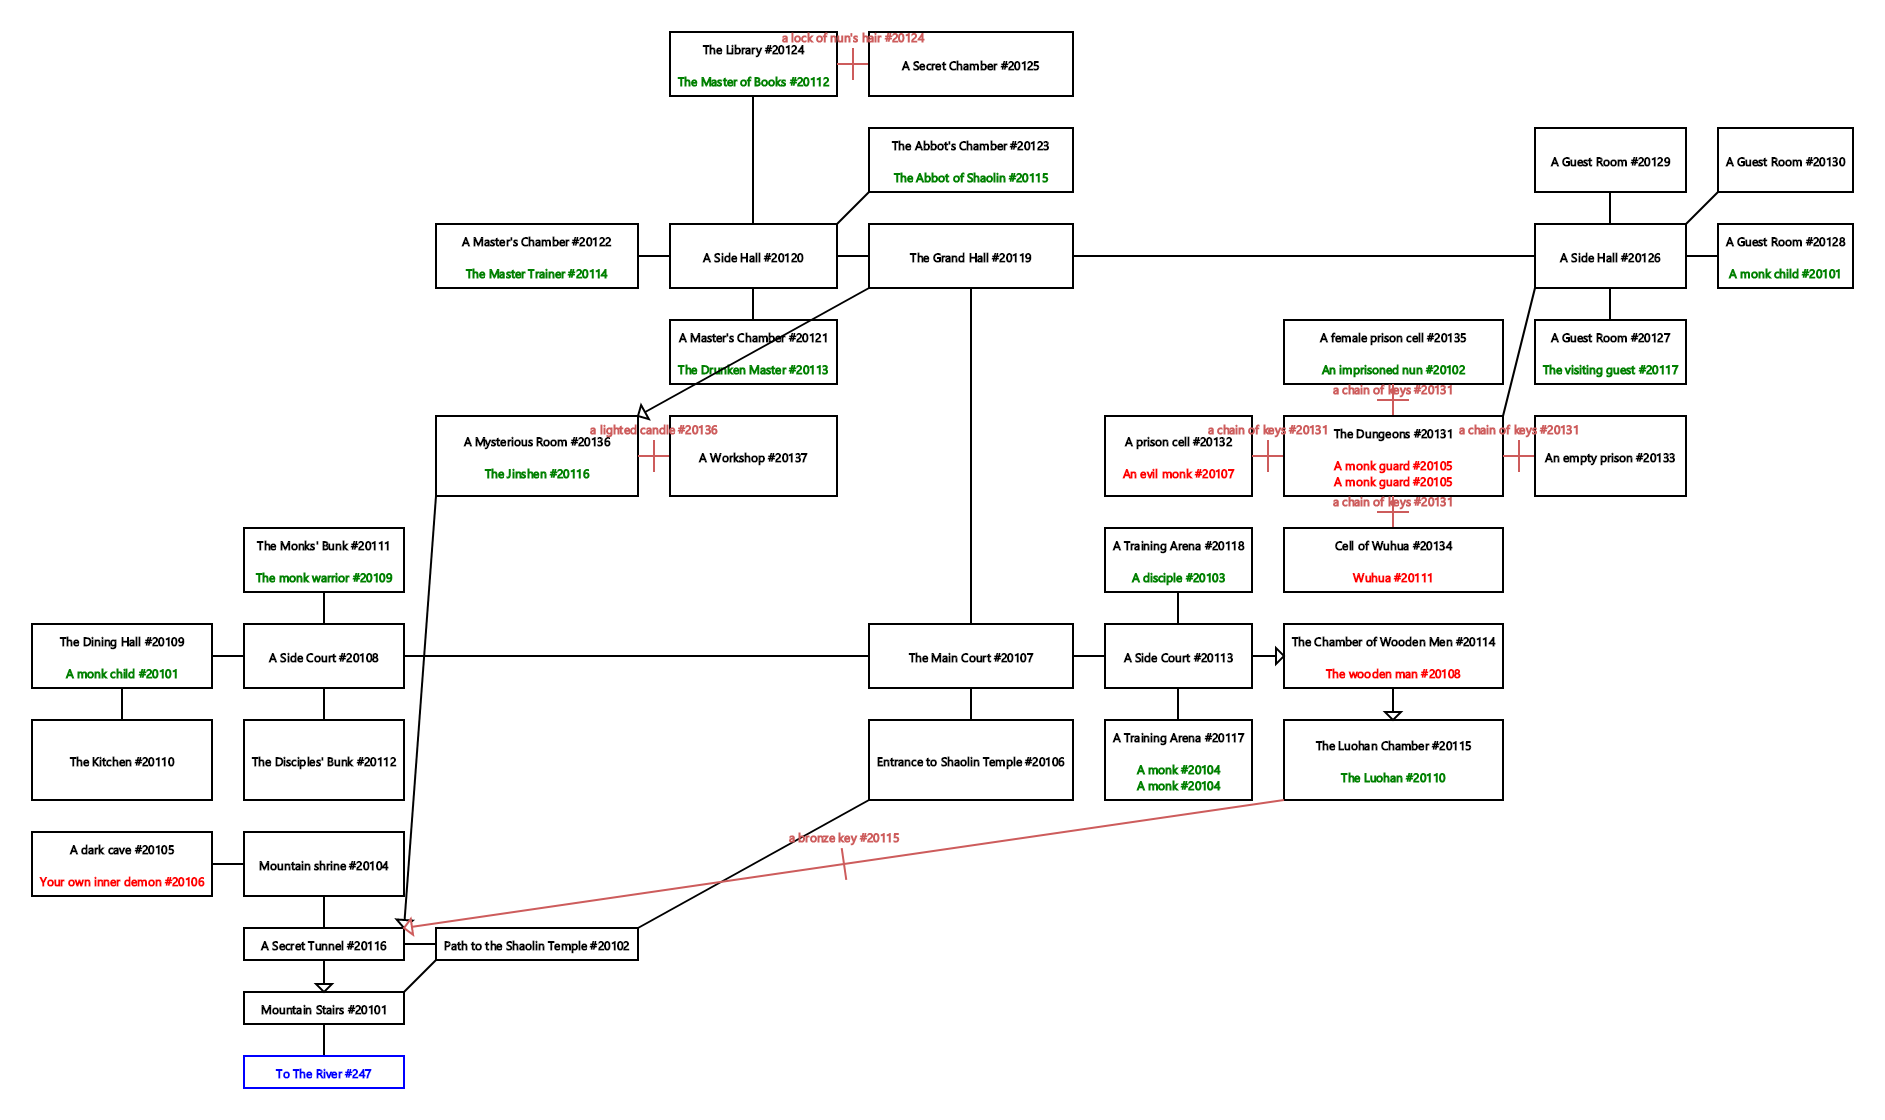 a lock of nun's hair #20124
The Library #20124
The Master of Books #20112
A Secret Chamber #20125
The Abbot's Chamber #20123
The Abbot of Shaolin #20115
A Guest Room #20129
A Guest Room #20130
A Master's Chamber #20122
The Master Trainer #20114
A Side Hall #20120
The Grand Hall #20119
A Side Hall #20126
A Guest Room #20128
A monk child #20101
A Master's Chamber #20121
The Drunken Master #20113
A female prison cell #20135
An imprisoned nun #20102
A Guest Room #20127
The visiting guest #20117
a chain of keys #20131
a lighted candle #20136
A Mysterious Room #20136
The Jinshen #20116
A Workshop #20137
a chain of keys #20131
A prison cell #20132
An evil monk #20107
The Dungeons #20131
A monk guard #20105
A monk guard #20105
a chain of keys #20131
An empty prison #20133
a chain of keys #20131
The Monks' Bunk #20111
The monk warrior #20109
A Training Arena #20118
A disciple #20103
Cell of Wuhua #20134
Wuhua #20111
The Dining Hall #20109
A monk child #20101
A Side Court #20108
The Main Court #20107
A Side Court #20113
The Chamber of Wooden Men #20114
The wooden man #20108
The Kitchen #20110
The Disciples' Bunk #20112
Entrance to Shaolin Temple #20106
A Training Arena #20117
A monk #20104
A monk #20104
The Luohan Chamber #20115
The Luohan #20110
a bronze key #20115
A dark cave #20105
Your own inner demon #20106
Mountain shrine #20104
A Secret Tunnel #20116
Path to the Shaolin Temple #20102
Mountain Stairs #20101
To The River #247